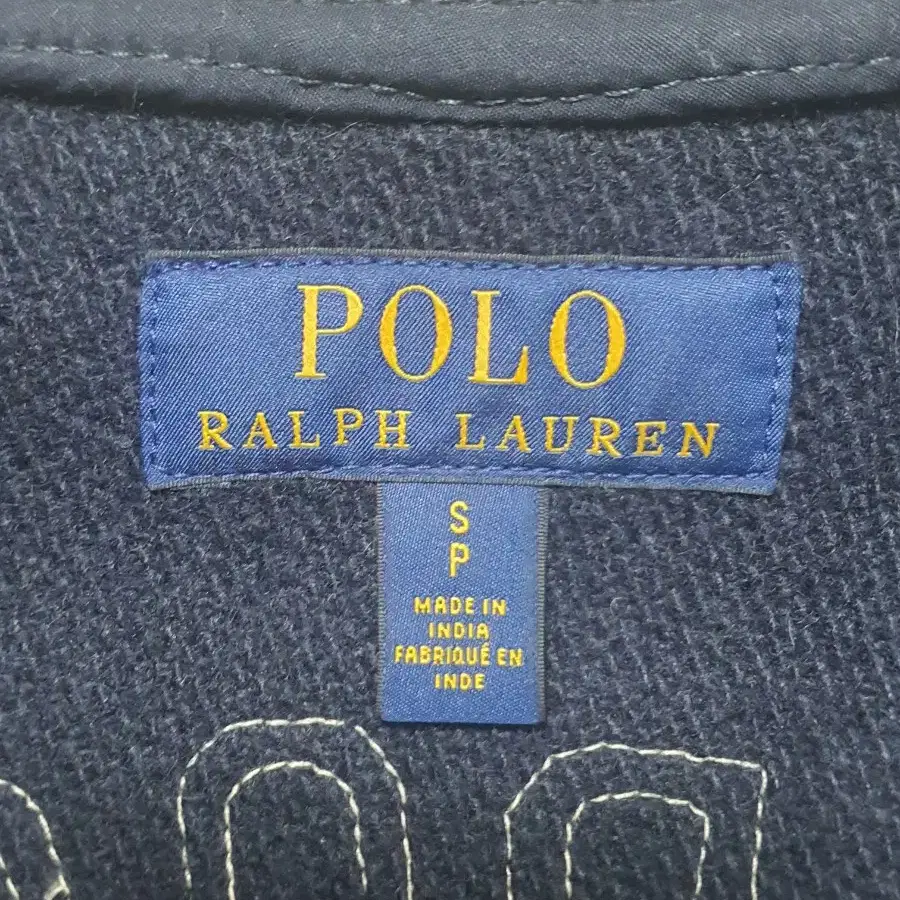 POLO
RALPH LAUREN
S
P
MADE IN
INDIA
FABRIQUÉ EN
INDE